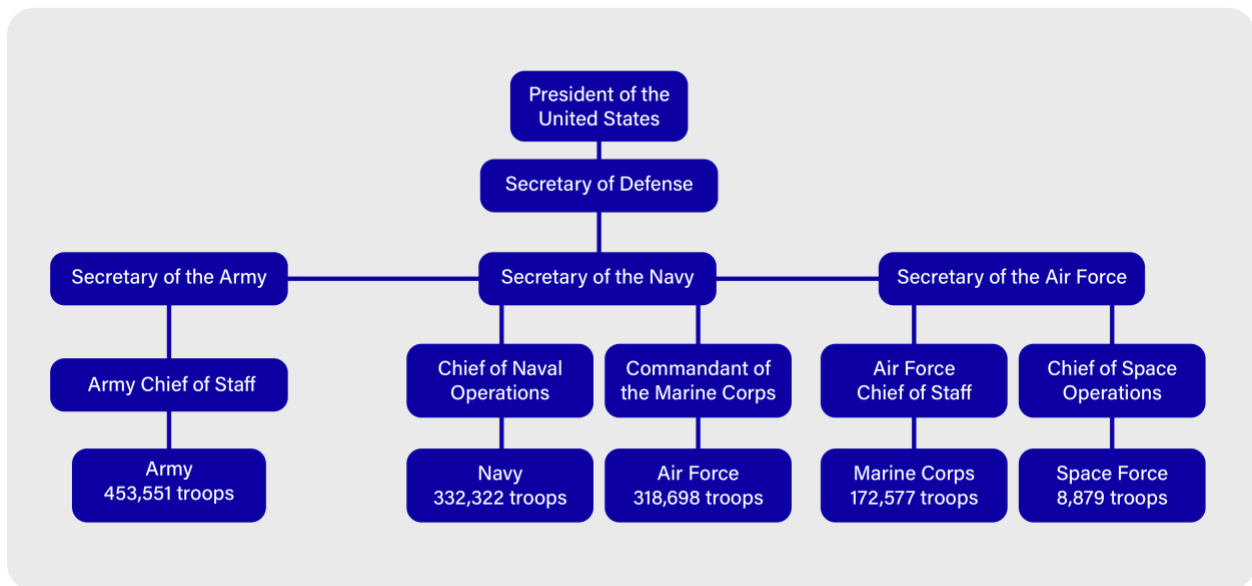 President of the
United States
Secretary of Defense
Secretary of the Army
Secretary of the Navy
Secretary of the Air Force
Army Chief of Staff
Chief of Naval
Operations
Commandant of
the Marine Corps
Air Force
Chief of Staff
Chief of Space
Operations
Army
453,551 troops
Navy
332,322 troops
Air Force
318,698 troops
Marine Corps
172,577 troops
Space Force
8,879 troops